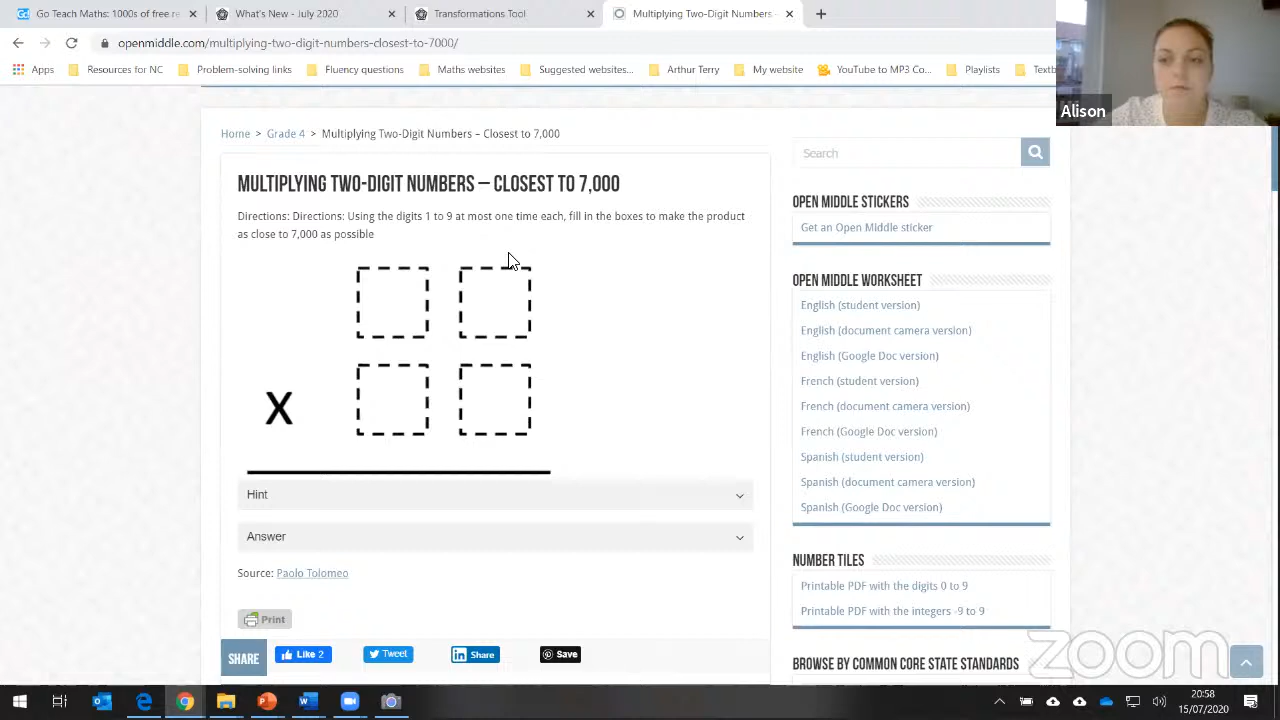 Topic Tools: 1000s of free re
Problem-Solving with EEF
Multiplying Two-Digit Numbers
openmiddle.com/multiplying-two-digit-numbers-closest-to-7000/
Apps Resources for NC Problem-solving links Fluency questions Maths websites Suggested websites... Arthur Terry My website YouTube to MP3 Co... Playlists Textb
Alison
Home > Grade 4 > Multiplying Two-Digit Numbers – Closest to 7,000
MULTIPLYING TWO-DIGIT NUMBERS – CLOSEST TO 7,000
Directions: Directions: Using the digits 1 to 9 at most one time each, fill in the boxes to make the product
as close to 7,000 as possible
X
Hint
Answer
Source: Paolo Tolomeo
Print
SHARE
Like 2
Tweet
Share
Save
Search
OPEN MIDDLE STICKERS
Get an Open Middle sticker
OPEN MIDDLE WORKSHEET
English (student version)
English (document camera version)
English (Google Doc version)
French (student version)
French (document camera version)
French (Google Doc version)
Spanish (student version)
Spanish (document camera version)
Spanish (Google Doc version)
NUMBER TILES
Printable PDF with the digits 0 to 9
Printable PDF with the integers -9 to 9
BROWSE BY COMMON CORE STATE STANDARDS
zoom
20:58
15/07/2020